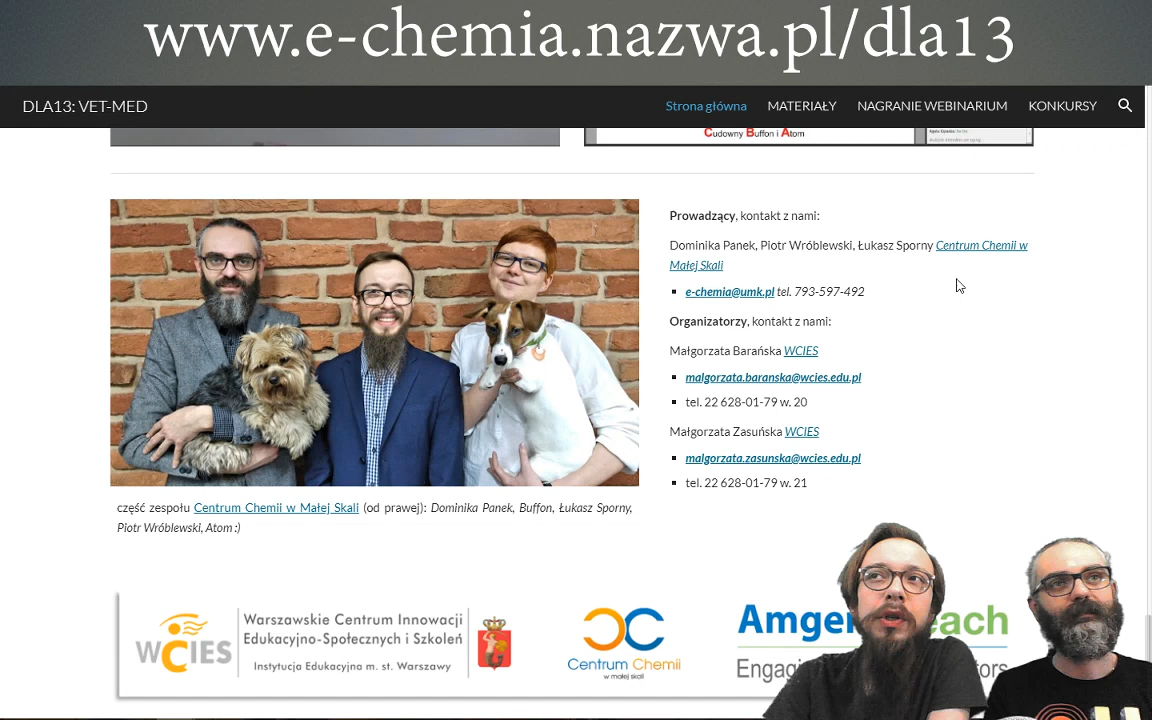 www.e-chemia.nazwa.pl/dla13
DLA13: VET-MED
Strona główna MATERIAŁY NAGRANIE WEBINARIUM KONKURSY
Cudowny Buffon i Atom
Prowadzący, kontakt z nami:
Dominika Panek, Piotr Wróblewski, Łukasz Sporny Centrum Chemii w
Małej Skali
e-chemia@umk.pl tel. 793-597-492
Organizatorzy, kontakt z nami:
Małgorzata Barańska WCIES
malgorzata.baranska@wcies.edu.pl
tel. 22 628-01-79 w. 20
Małgorzata Zasuńska WCIES
malgorzata.zasunska@wcies.edu.pl
tel. 22 628-01-79 w. 21
część zespołu Centrum Chemii w Małej Skali (od prawej): Dominika Panek, Buffon, Łukasz Sporny,
Piotr Wróblewski, Atom :)
WCIES
Warszawskie Centrum Innowacji
Edukacyjno-Społecznych i Szkoleń
Instytucja Edukacyjna m. st. Warszawy
Centrum Chemii
w małej skali
Amgen